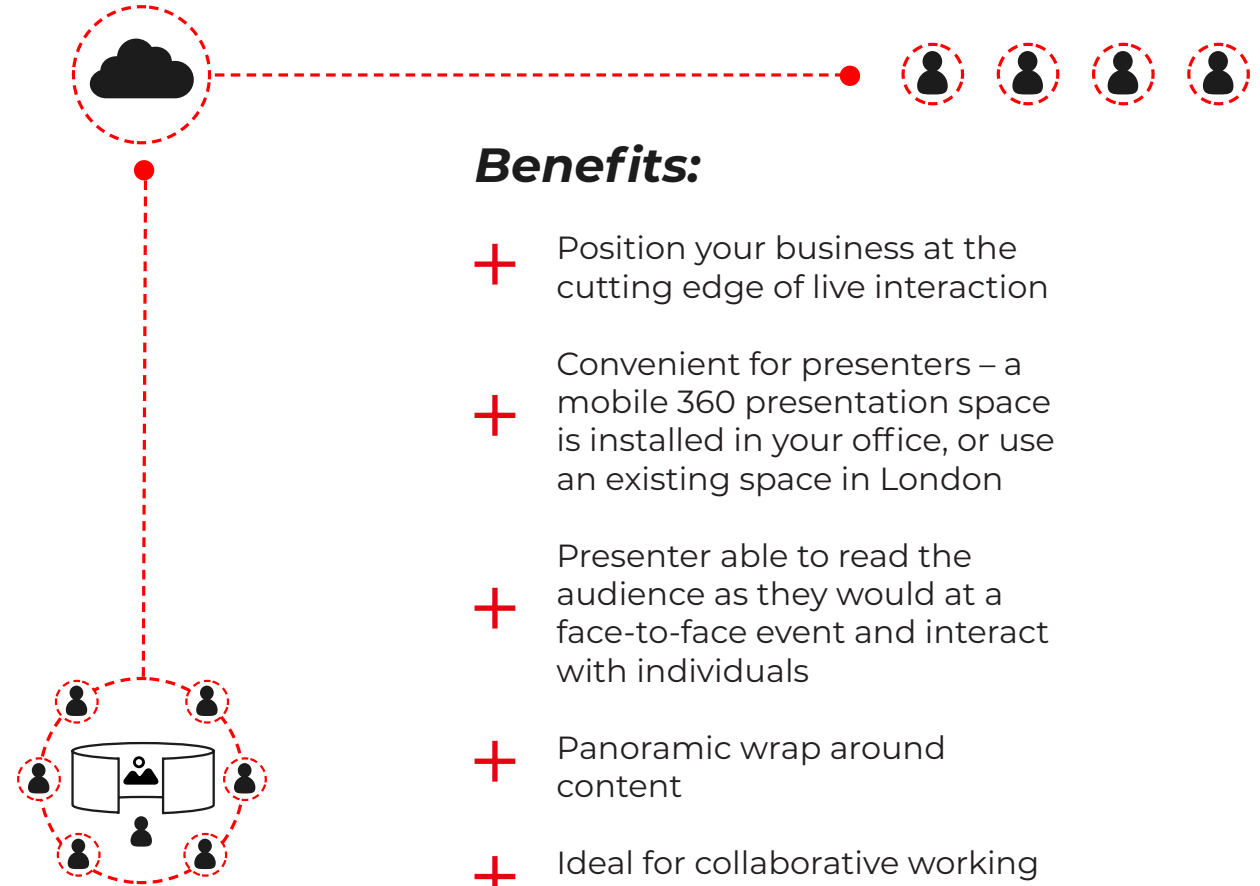 Benefits:
Position your business at the
cutting edge of live interaction
Convenient for presenters – a
mobile 360 presentation space
is installed in your office, or use
an existing space in London
Presenter able to read the
audience as they would at a
face-to-face event and interact
with individuals
Panoramic wrap around
content
Ideal for collaborative working